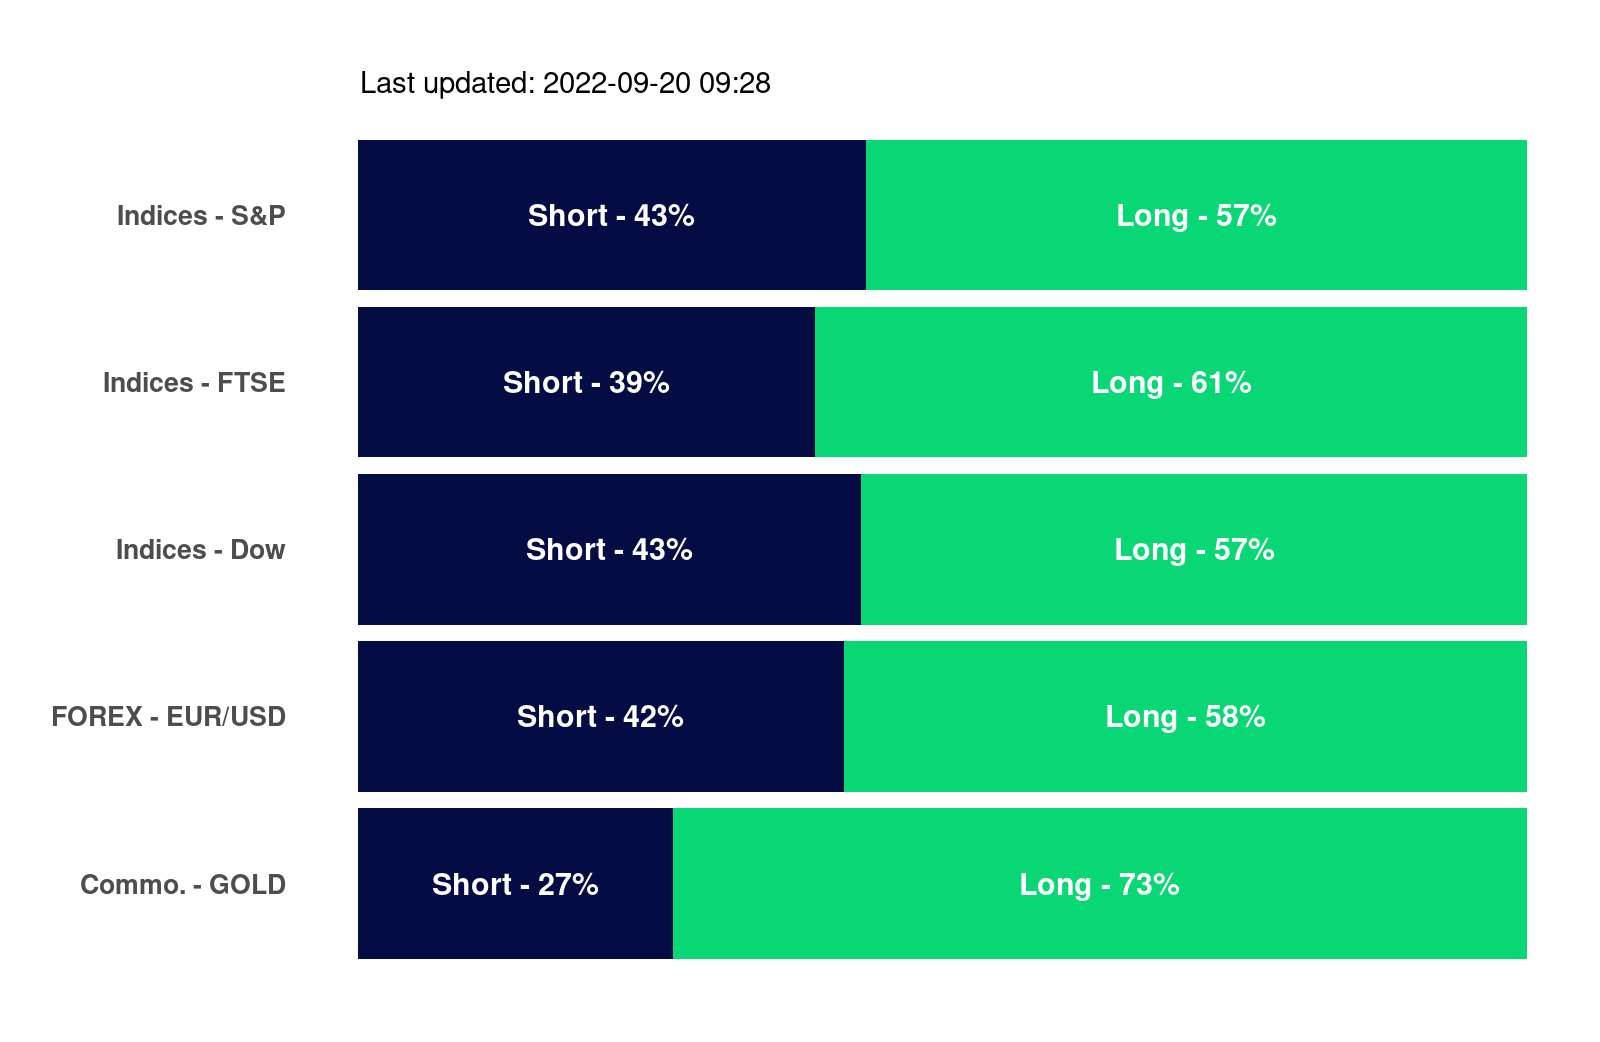 Last updated: 2022-09-20 09:28
Indices - S&P Short - 43% Long - 57%
Indices - FTSE Short - 39% Long - 61%
Indices - Dow Short - 43% Long - 57%
FOREX - EUR/USD Short - 42% Long - 58%
Commo. - GOLD Short - 27% Long - 73%